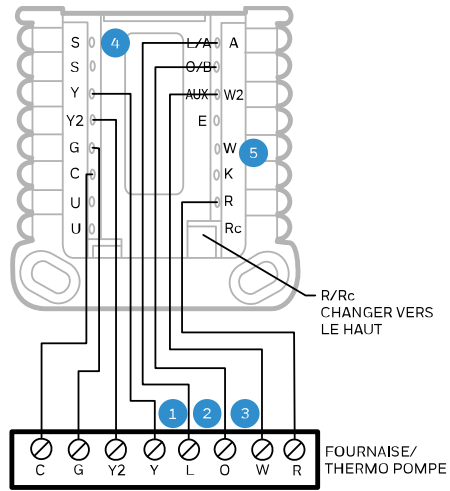 S 4 L/A A
S O/B
Y AUX W2
Y2 E
G W 5
C K
U R
U Rc
R/Rc
CHANGER VERS
LE HAUT
1 2 3
C G Y2 Y L O W R
FOURNAISE/
THERMO POMPE